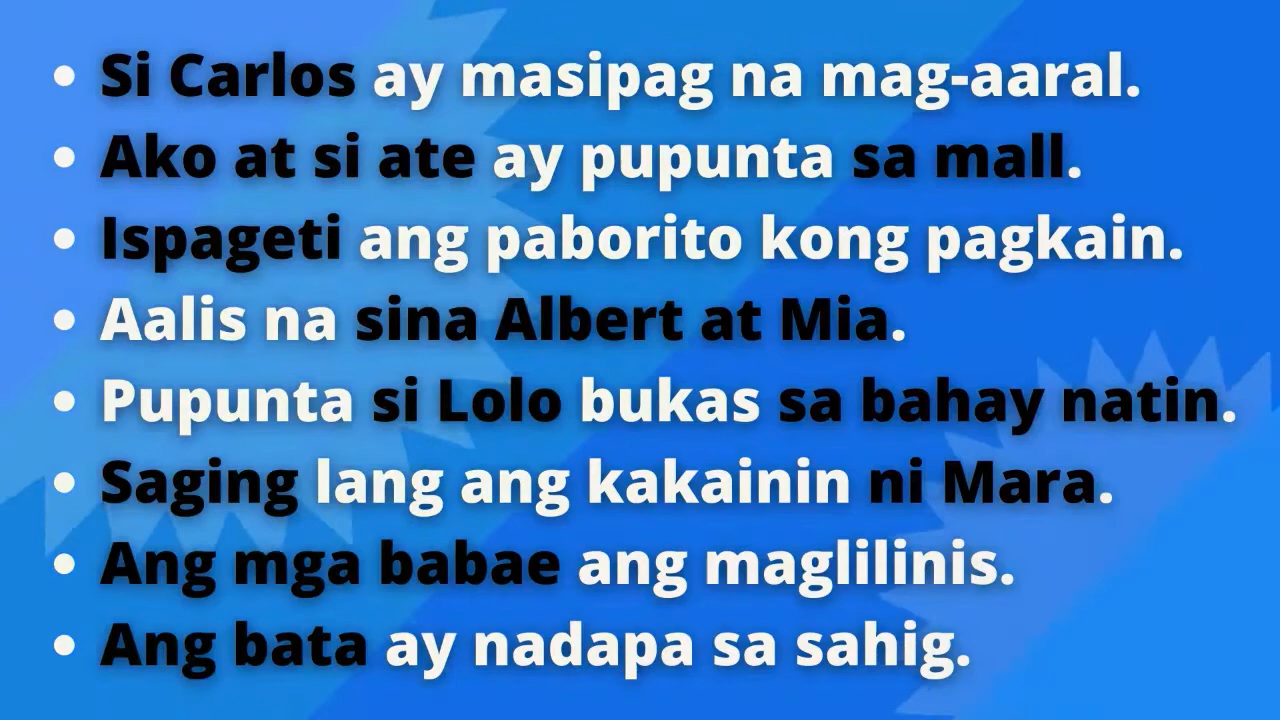 • Si Carlos ay masipag na mag-aaral.
• Ako at si ate ay pupunta sa mall.
• Ispageti ang paborito kong pagkain.
• Aalis na sina Albert at Mia.
• Pupunta si Lolo bukas sa bahay natin.
• Saging lang ang kakainin ni Mara.
• Ang mga babae ang maglilinis.
• Ang bata ay nadapa sa sahig.